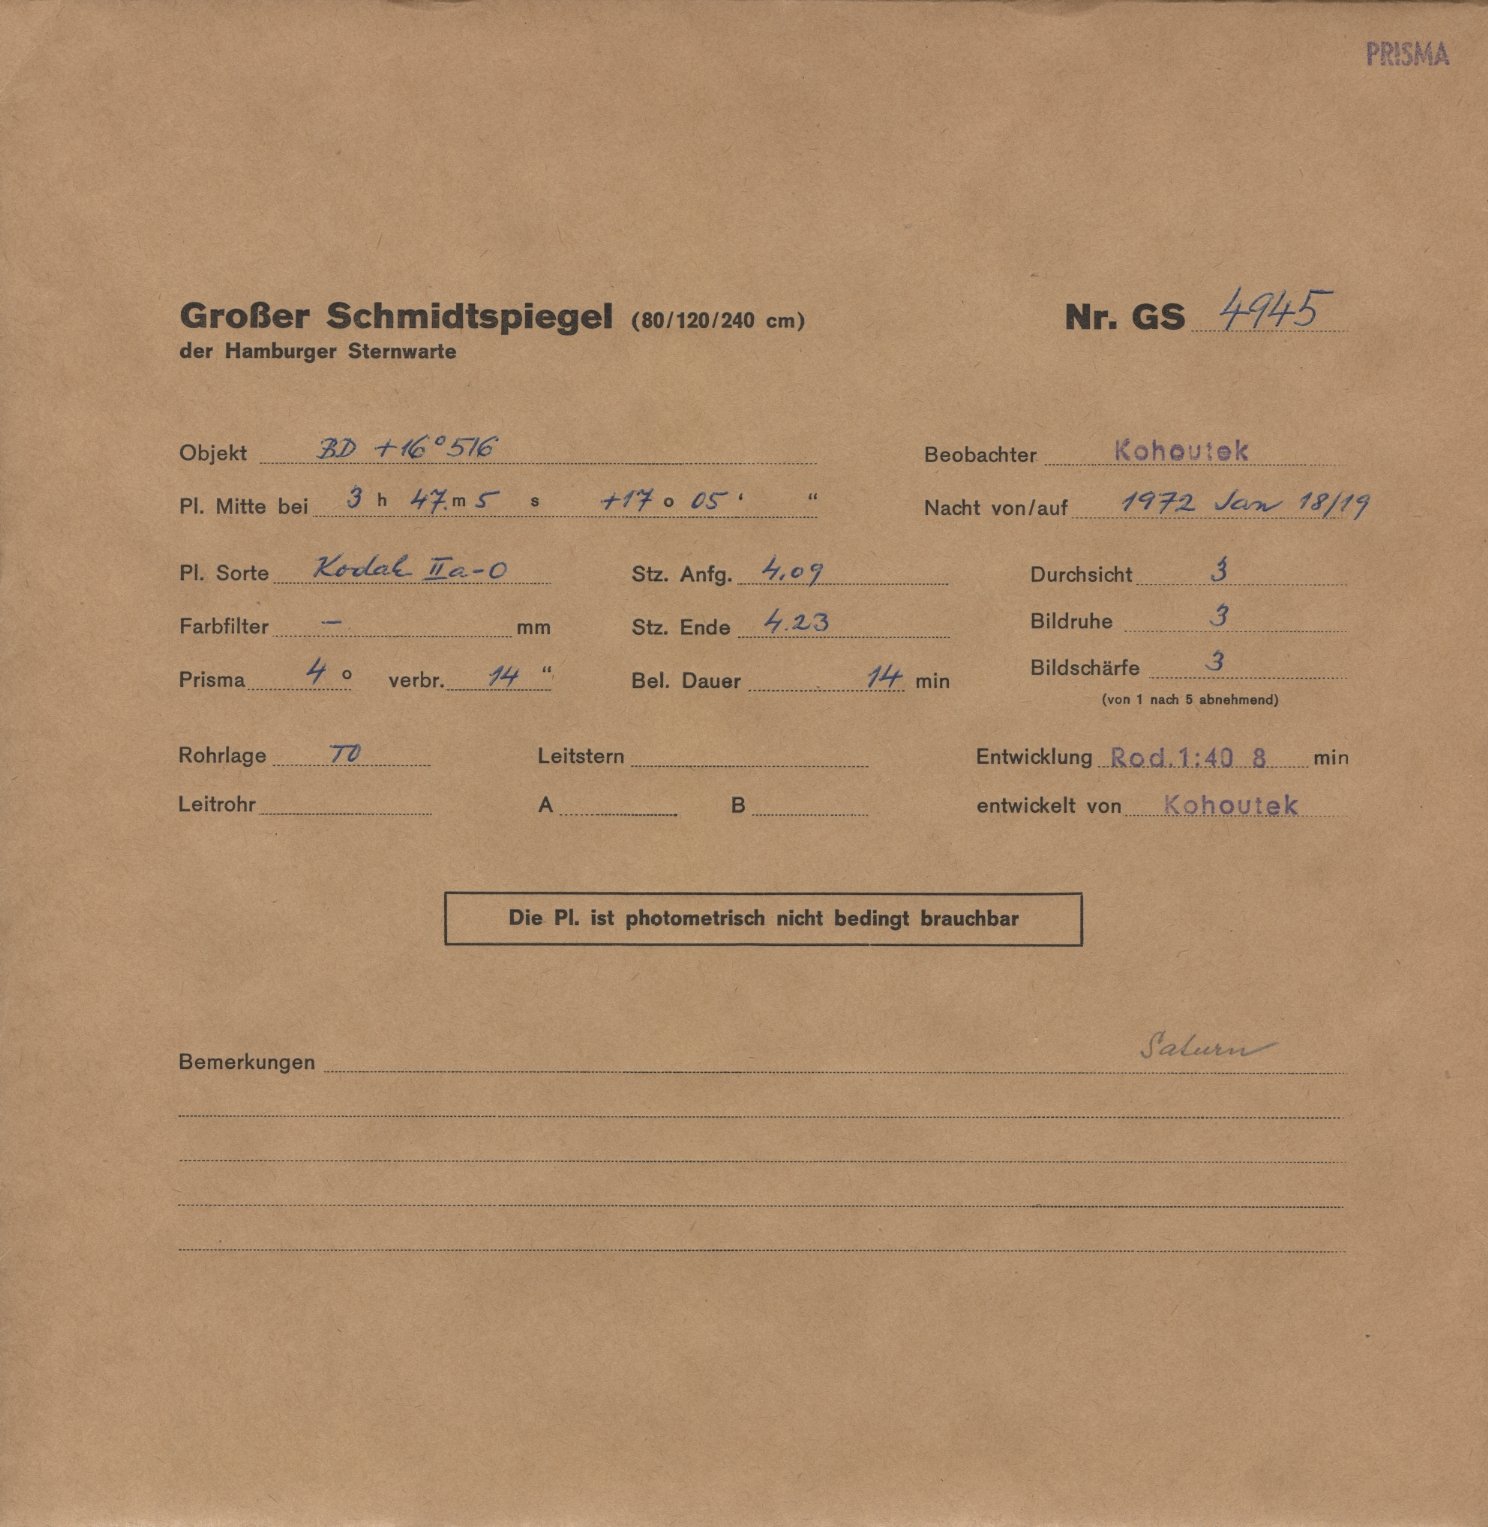 PRISMA
Großer Schmidtspiegel (80/120/240 cm) Nr. GS 4945
der Hamburger Sternwarte
Objekt BD +16°516 Beobachter Kohoutek
Pl. Mitte bei 3 h 47. m 5 s +17 o 05 ‘ “ Nacht von/auf 1972 Jan 18/19
Pl. Sorte Kodak IIa-O Stz. Anfg. 4.09 Durchsicht 3
Farbfilter – mm Stz. Ende 4.23 Bildruhe 3
Prisma 4 o verbr. 14 “ Bel. Dauer 14 min Bildschärfe 3
(von 1 nach 5 abnehmend)
Rohrlage TO Leitstern Entwicklung Rod.1:40 8 min
Leitrohr A B entwickelt von Kohoutek
Die Pl. ist photometrisch nicht bedingt brauchbar
Bemerkungen Saturn